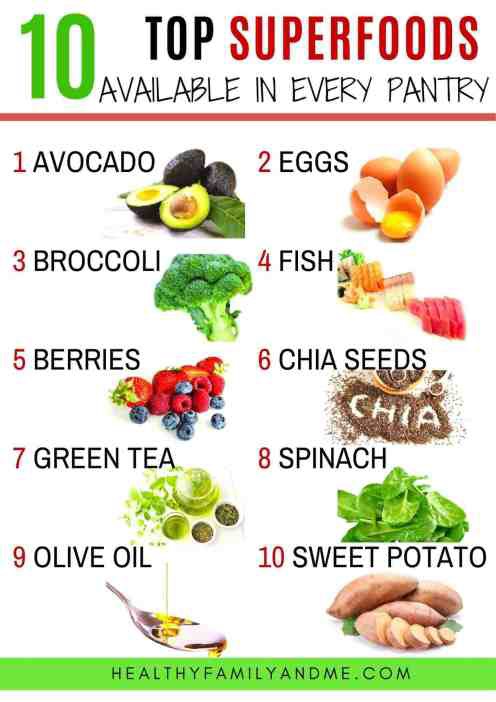 10 TOP SUPERFOODS
AVAILABLE IN EVERY PANTRY
1 AVOCADO
2 EGGS
3 BROCCOLI
4 FISH
5 BERRIES
6 CHIA SEEDS
CHIA
7 GREEN TEA
8 SPINACH
9 OLIVE OIL
10 SWEET POTATO
HEALTHYFAMILYANDME.COM